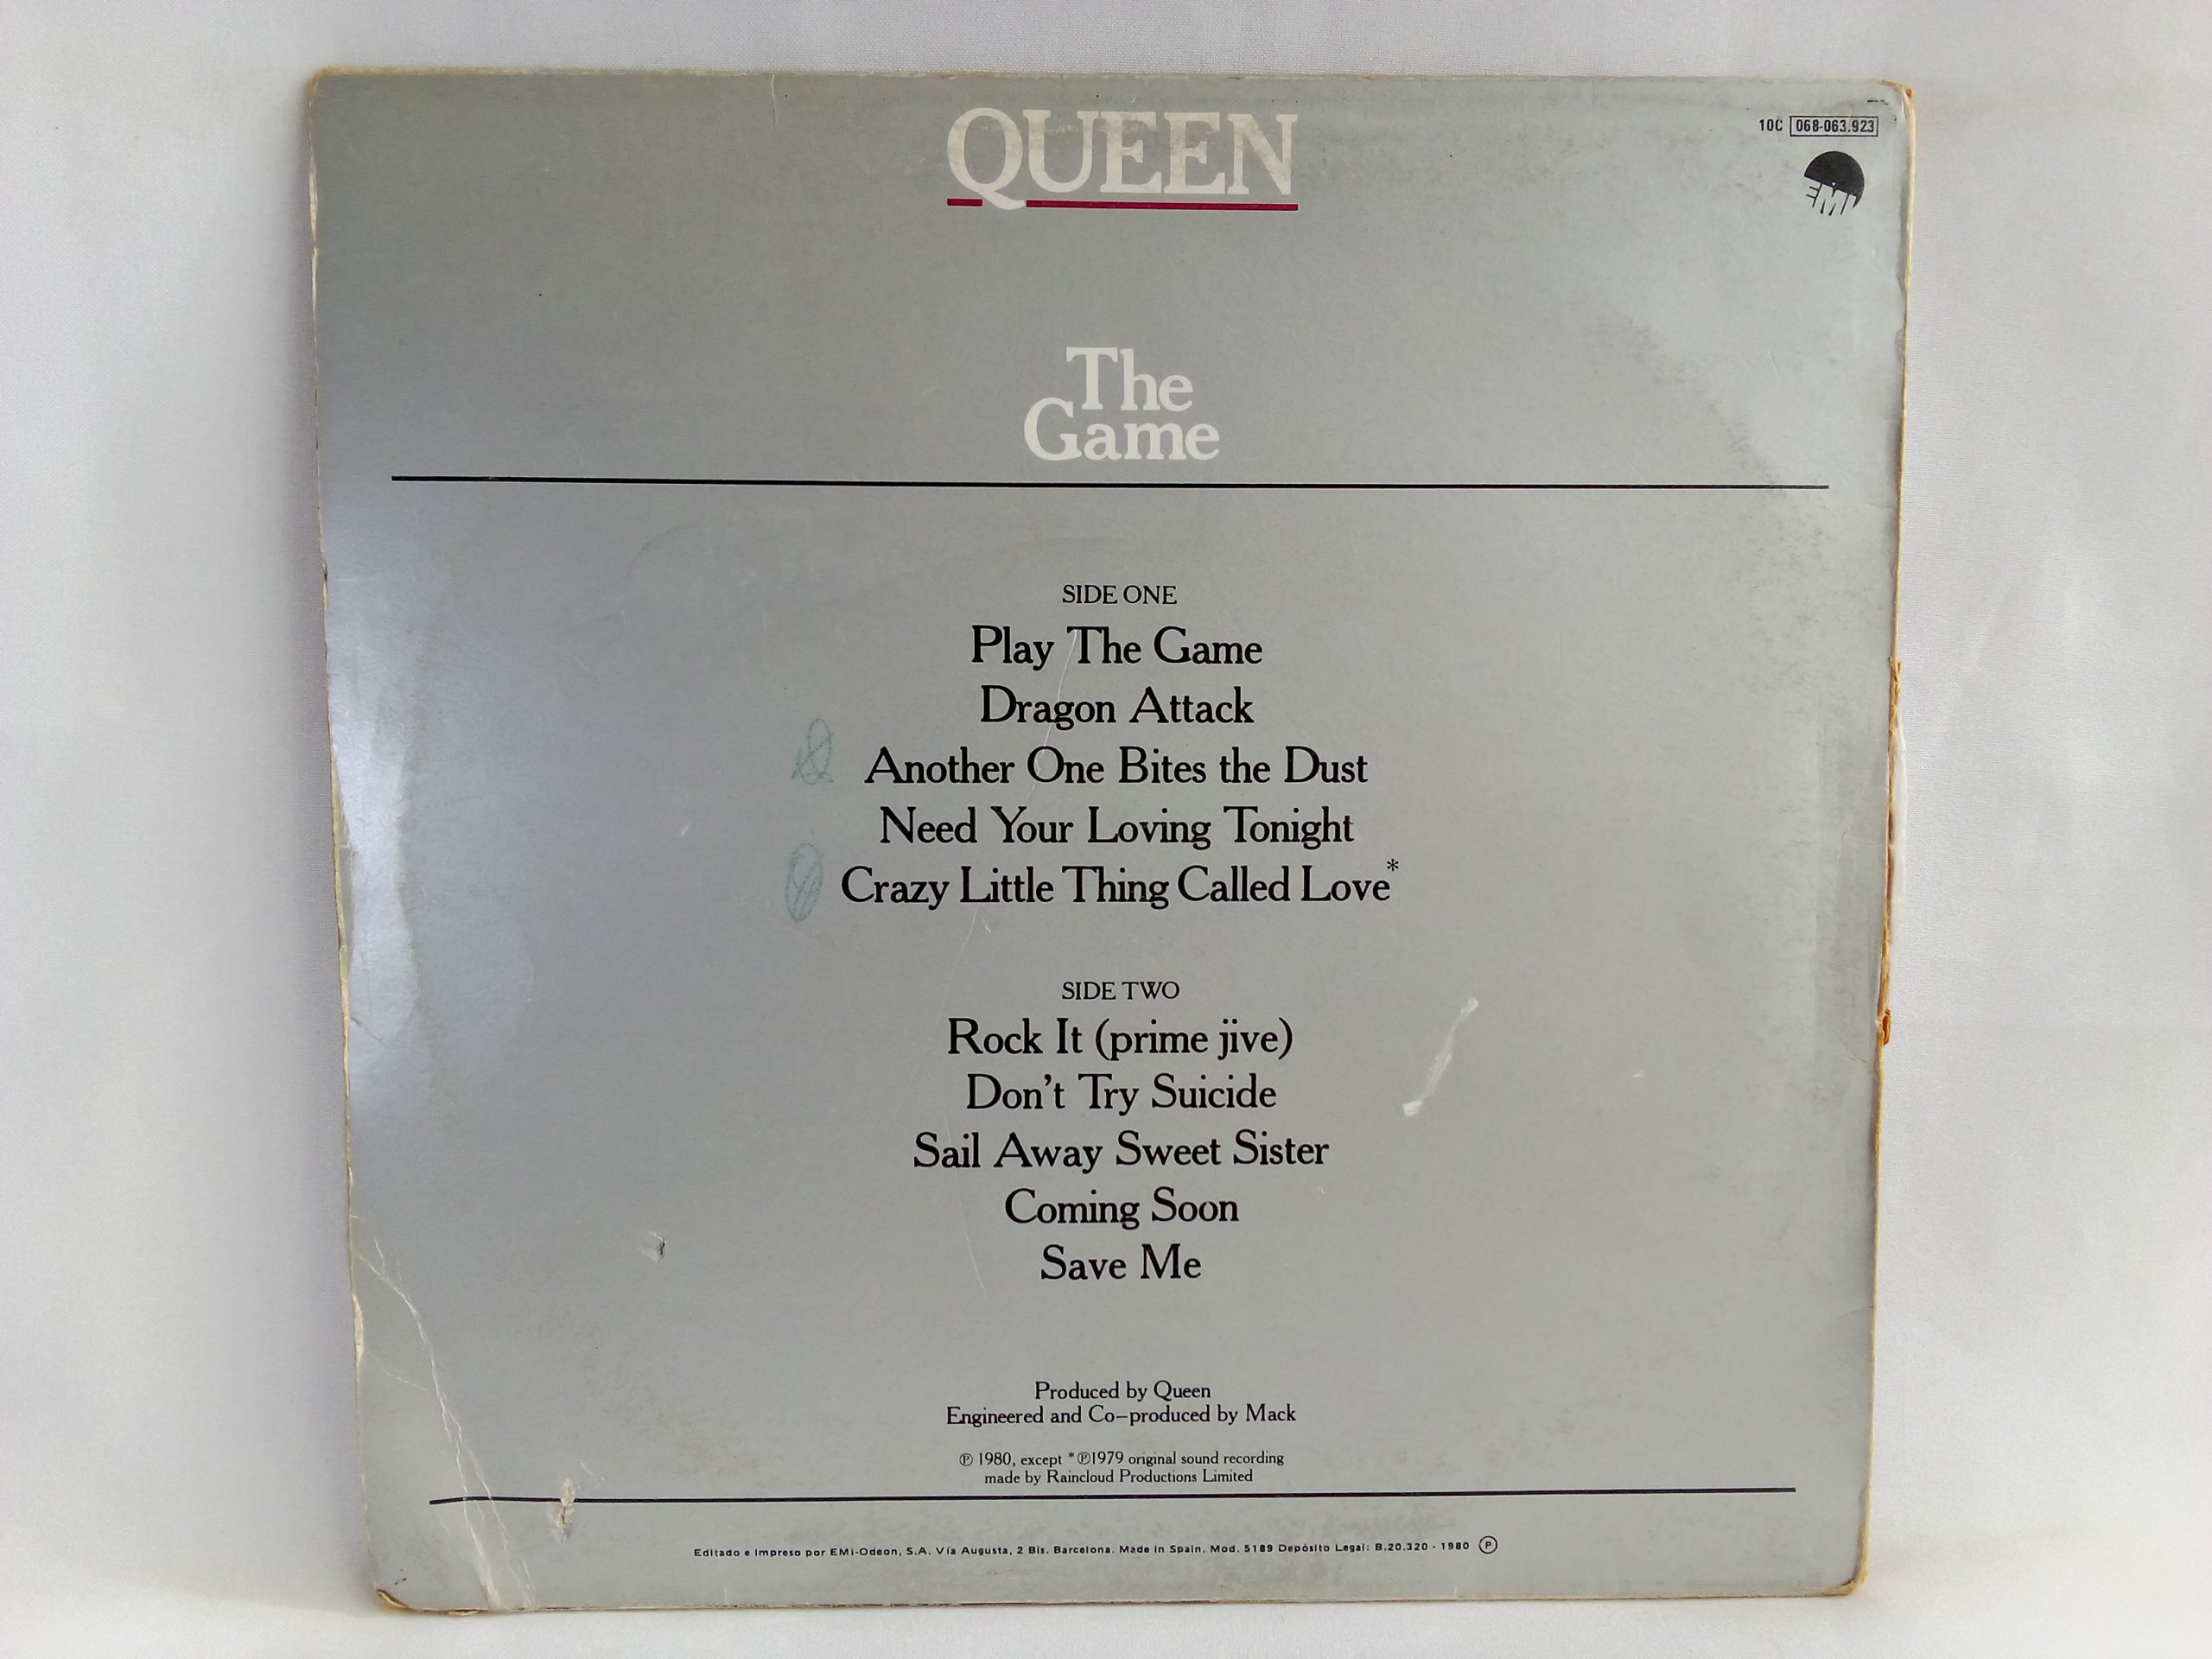 QUEEN
10C 068-063.923
EMI
The
Game
SIDE ONE
Play The Game
Dragon Attack
Another One Bites the Dust
Need Your Loving Tonight
Crazy Little Thing Called Love*
SIDE TWO
Rock It (prime jive)
Don't Try Suicide
Sail Away Sweet Sister
Coming Soon
Save Me
Produced by Queen
Engineered and Co-produced by Mack
℗ 1980, except *℗1979 original sound recording
made by Raincloud Productions Limited
Editado e impreso por EMI-Odeon, S.A. Vía Augusta, 2 Bis. Barcelona. Made in Spain. Mod. 5189 Depósito Legal: B.20.320 - 1980 ℗